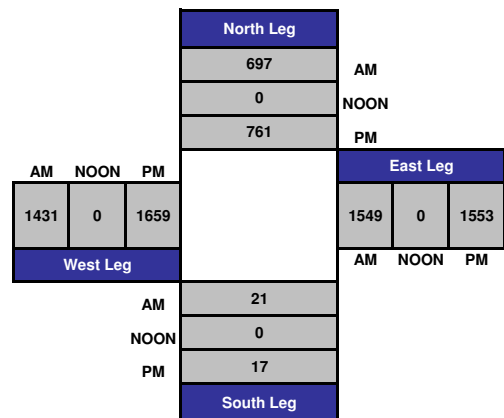 North Leg
697 AM
0 NOON
761 PM
AM NOON PM East Leg
1431 0 1659 1549 0 1553
West Leg AM NOON PM
AM 21
NOON 0
PM 17
South Leg